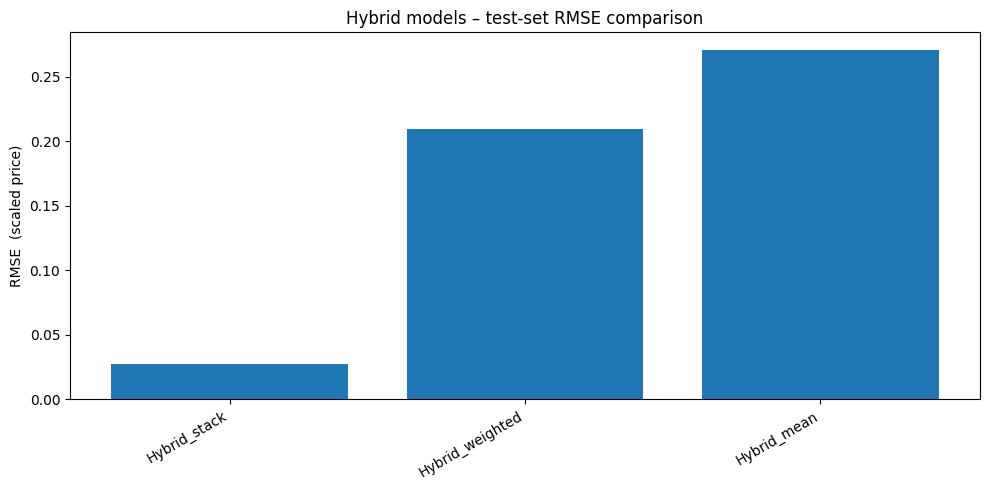 Hybrid models – test-set RMSE comparison
RMSE  (scaled price)
0.25
0.20
0.15
0.10
0.05
0.00
Hybrid_stack
Hybrid_weighted
Hybrid_mean